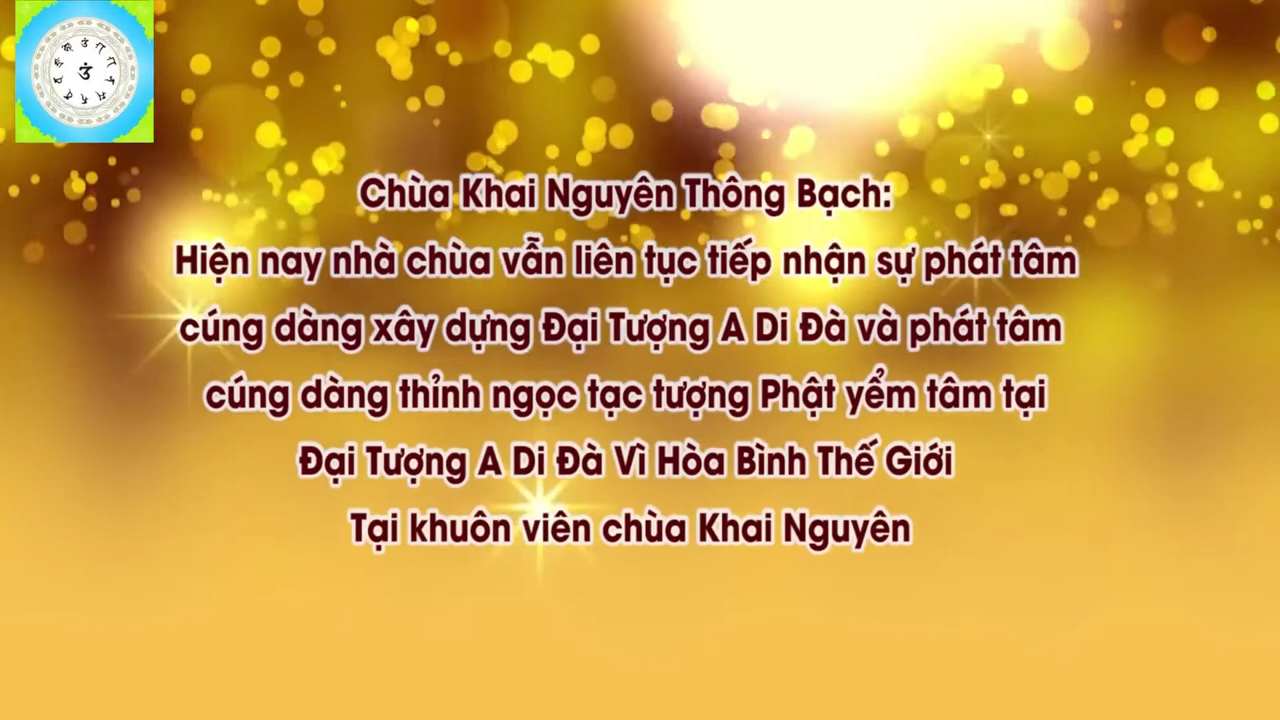 Chùa Khai Nguyên Thông Bạch:
Hiện nay nhà chùa vẫn liên tục tiếp nhận sự phát tâm
cúng dàng xây dựng Đại Tượng A Di Đà và phát tâm
cúng dàng thỉnh ngọc tạc tượng Phật yểm tâm tại
Đại Tượng A Di Đà Vì Hòa Bình Thế Giới
Tại khuôn viên chùa Khai Nguyên